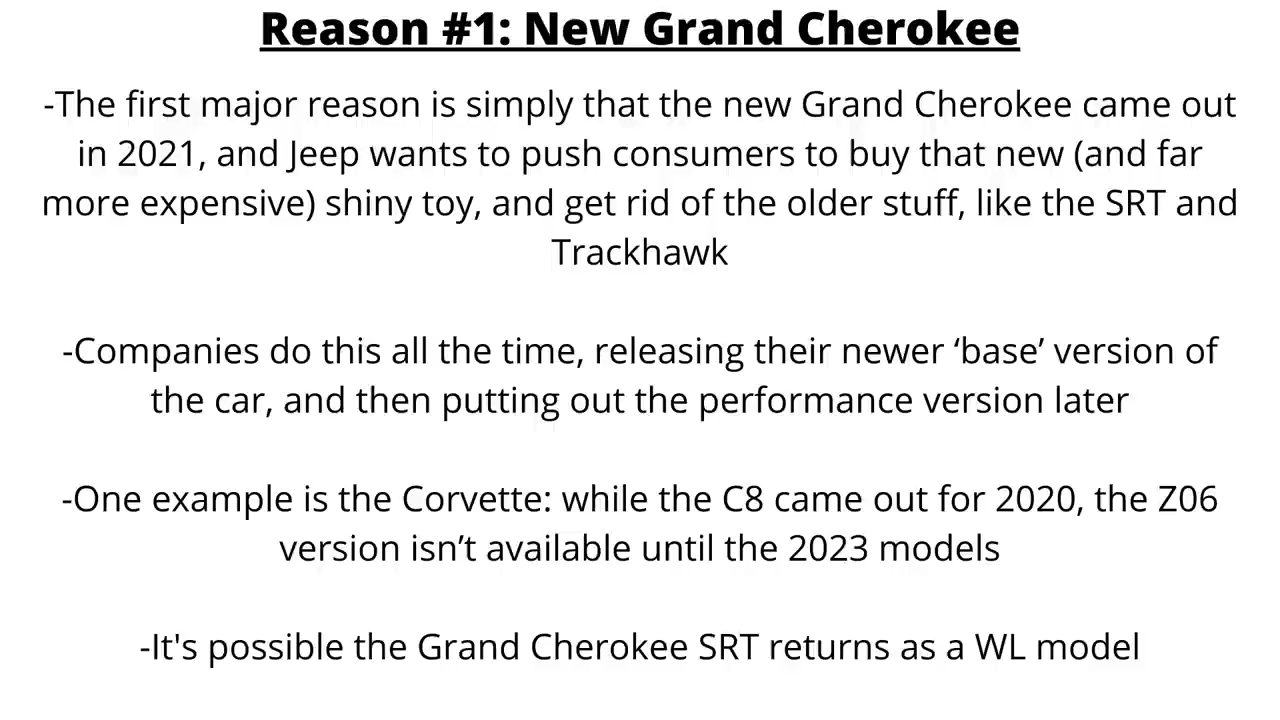 Reason #1: New Grand Cherokee
-The first major reason is simply that the new Grand Cherokee came out
in 2021, and Jeep wants to push consumers to buy that new (and far
more expensive) shiny toy, and get rid of the older stuff, like the SRT and
Trackhawk
-Companies do this all the time, releasing their newer ‘base’ version of
the car, and then putting out the performance version later
-One example is the Corvette: while the C8 came out for 2020, the Z06
version isn’t available until the 2023 models
-It's possible the Grand Cherokee SRT returns as a WL model